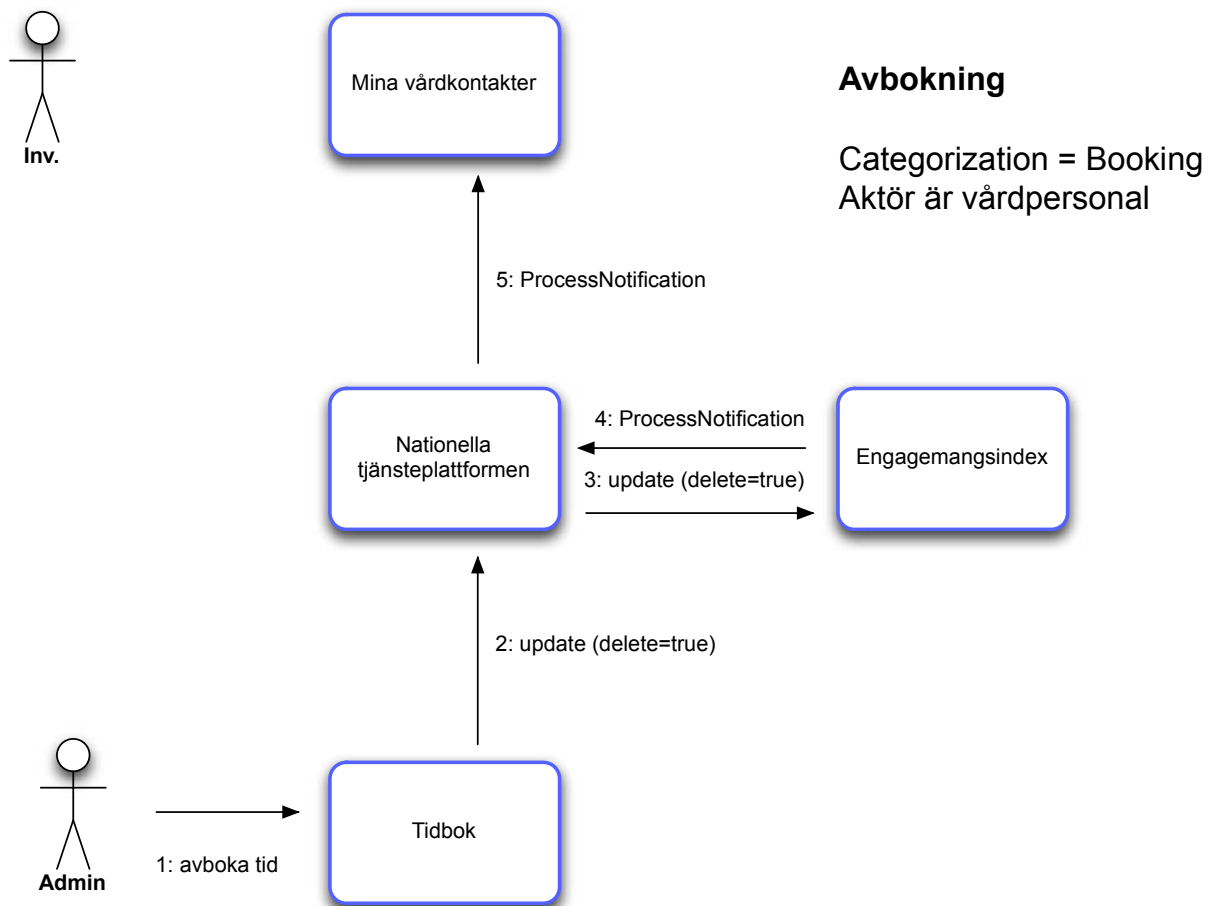 Mina vårdkontakter
Avbokning
Inv.
Categorization = Booking
Aktör är vårdpersonal
5: ProcessNotification
4: ProcessNotification
Nationella
tjänsteplattformen
Engagemangsindex
3: update (delete=true)
2: update (delete=true)
Tidbok
1: avboka tid
Admin